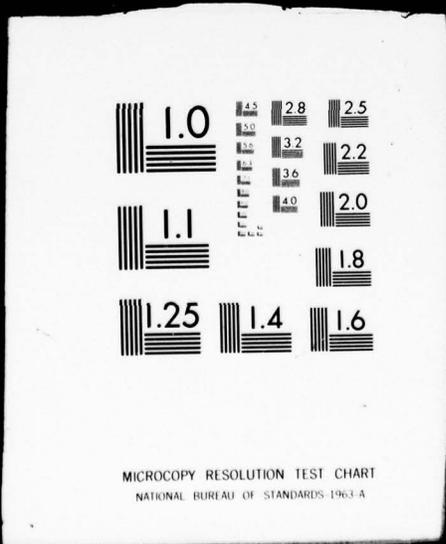 1.0
4.5 2.8 2.5
5.0
3.2 2.2
5.6
6.3 3.6
4.0 2.0
1.1
1.8
1.25 1.4 1.6
MICROCOPY RESOLUTION TEST CHART
NATIONAL BUREAU OF STANDARDS-1963-A